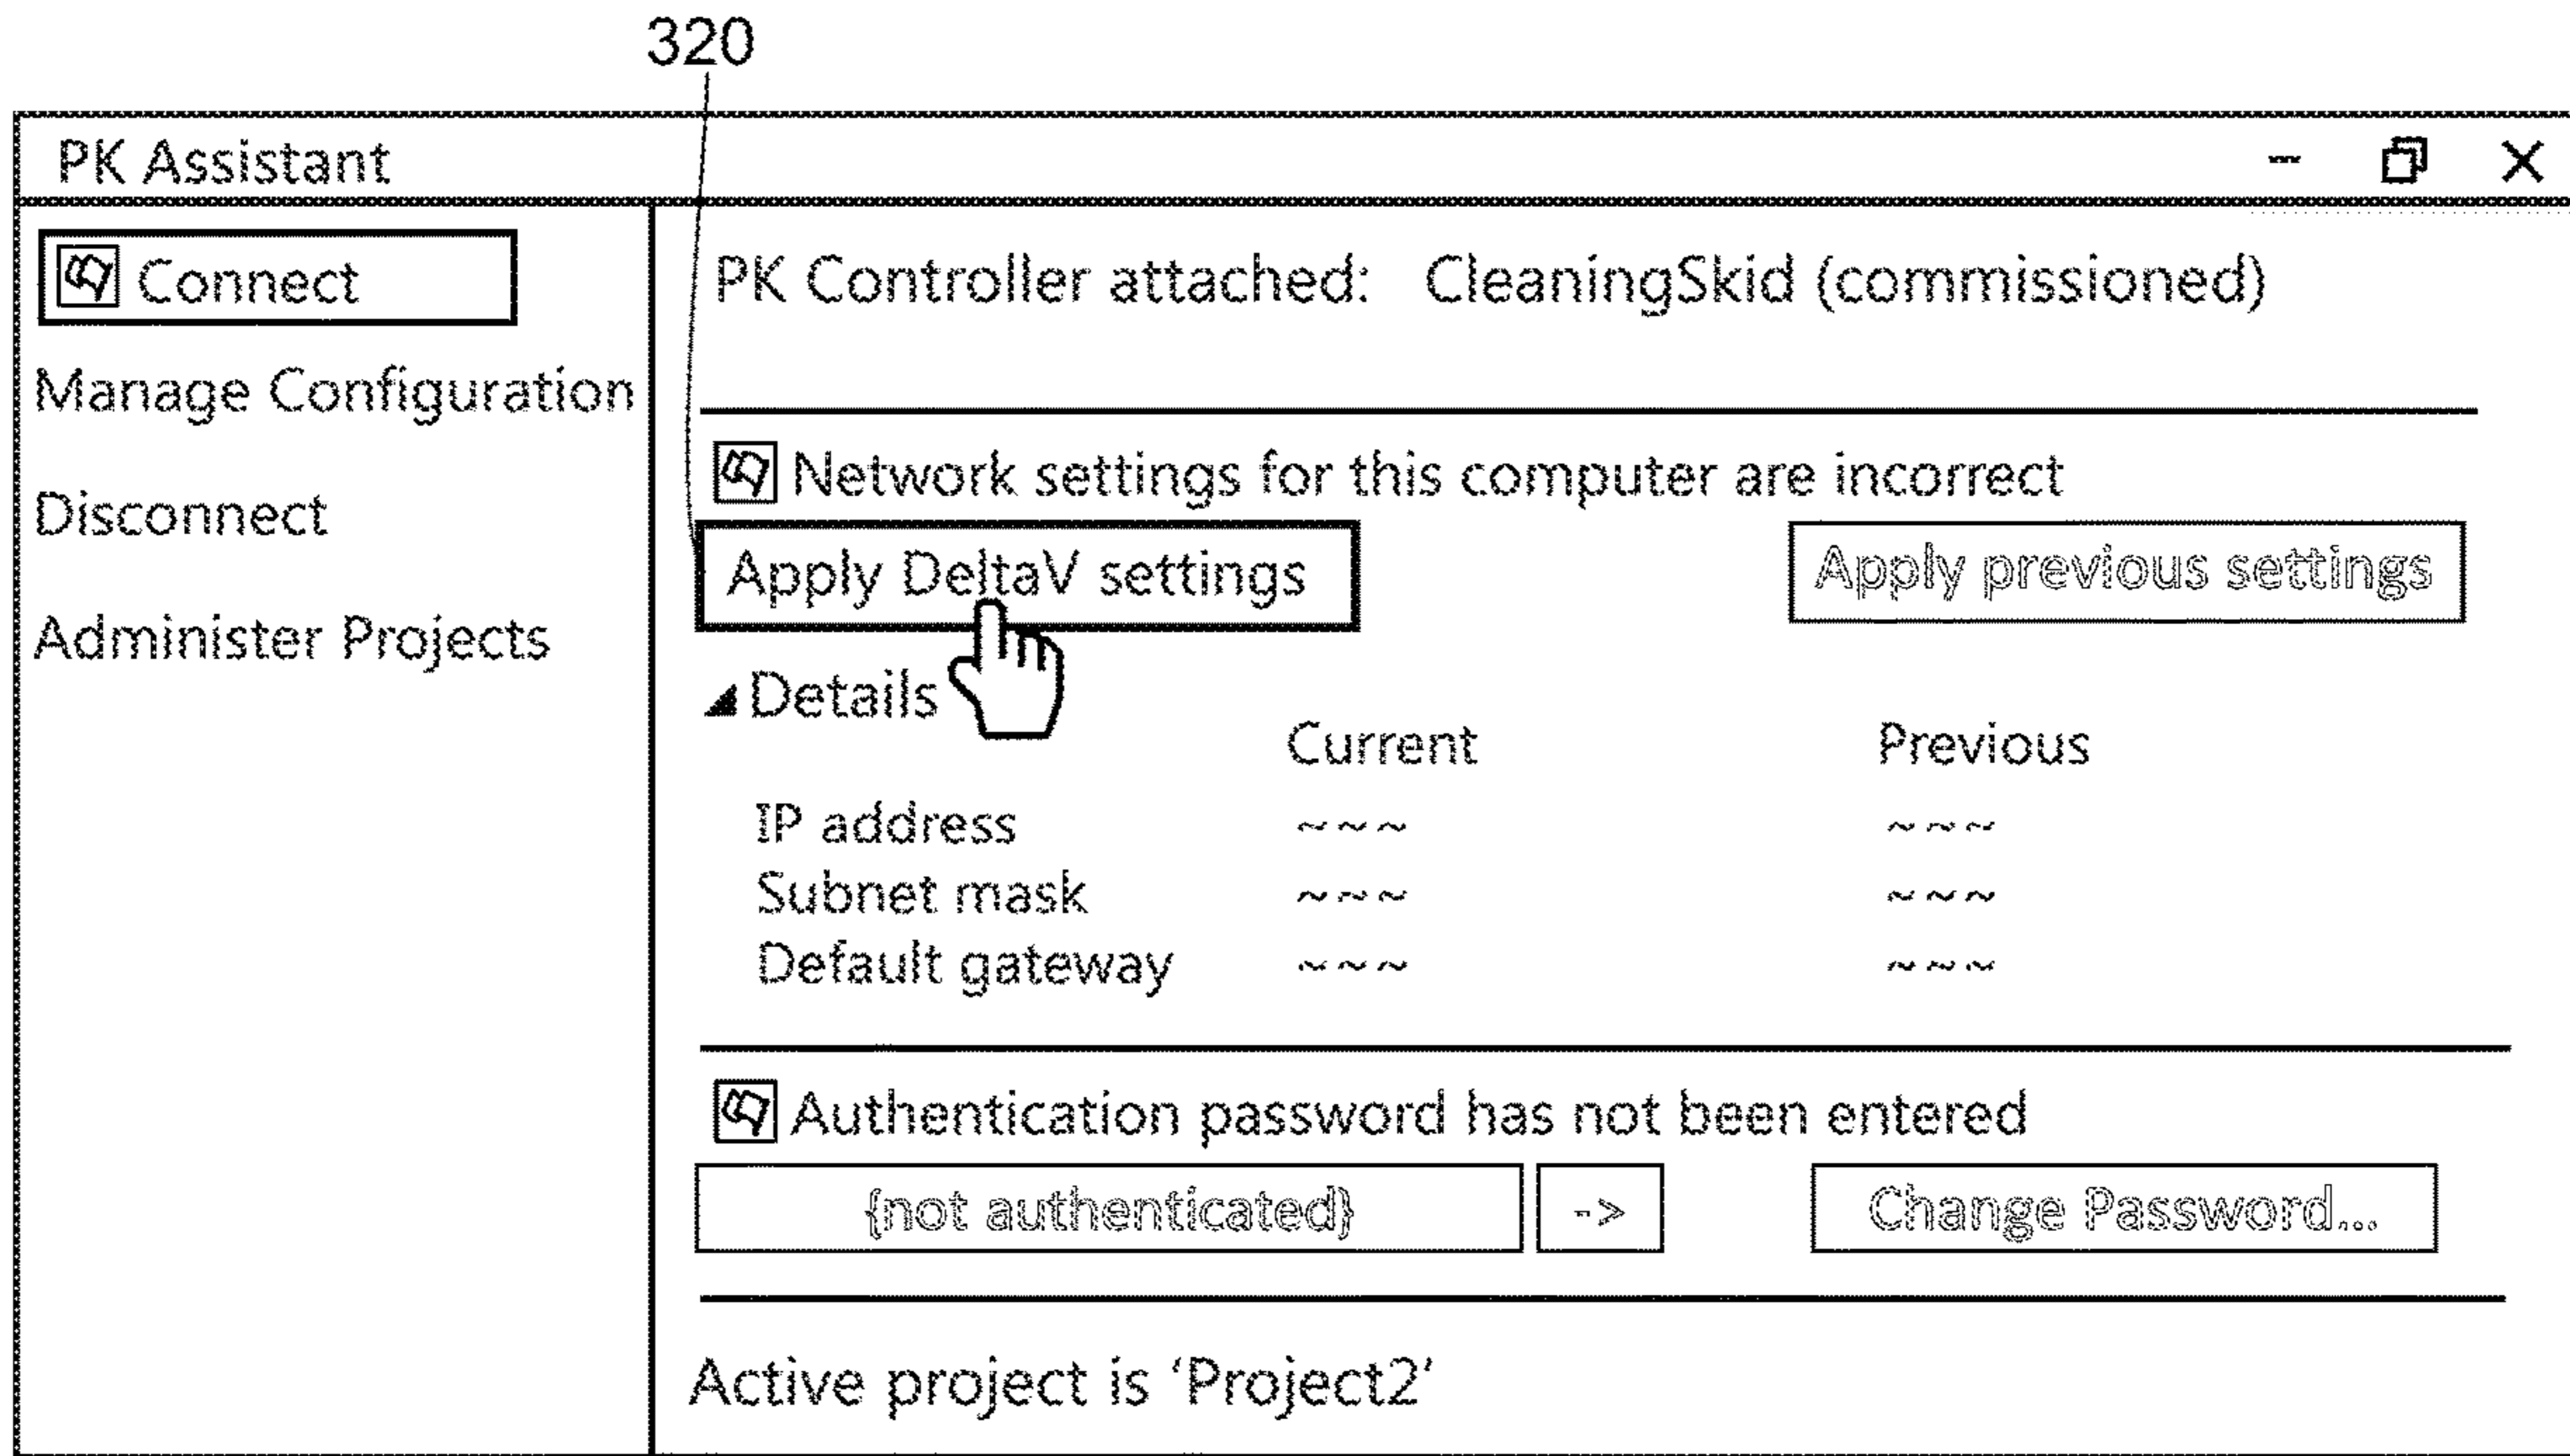 320
PK Assistant
Connect
Manage Configuration
Disconnect
Administer Projects
PK Controller attached: CleaningSkid (commissioned)
Network settings for this computer are incorrect
Apply DeltaV settings
Apply previous settings
Details
Current Previous
IP address ~~~ ~~~
Subnet mask ~~~ ~~~
Default gateway ~~~ ~~~
Authentication password has not been entered
{not authenticated} -> Change Password...
Active project is ‘Project2’